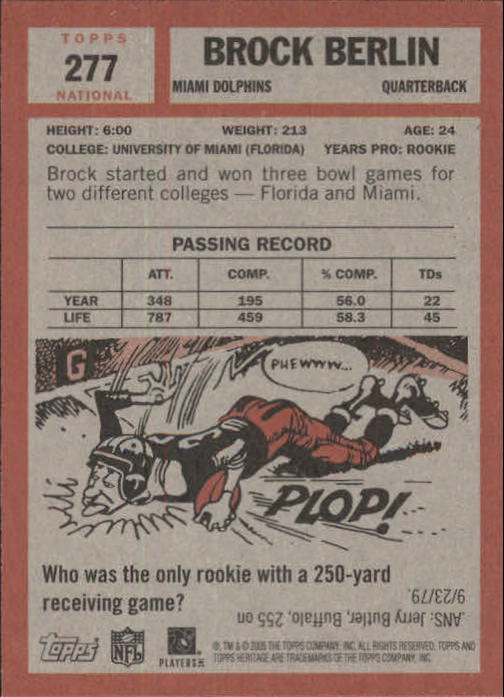 TOPPS
277
NATIONAL
BROCK BERLIN
MIAMI DOLPHINS QUARTERBACK
HEIGHT: 6:00 WEIGHT: 213 AGE: 24
COLLEGE: UNIVERSITY OF MIAMI (FLORIDA) YEARS PRO: ROOKIE
Brock started and won three bowl games for
two different colleges — Florida and Miami.
PASSING RECORD
ATT. COMP. % COMP. TDs
YEAR 348 195 56.0 22
LIFE 787 459 58.3 45
G
PHEWWW...
PLOP!
Who was the only rookie with a 250-yard
receiving game?
ANS: Jerry Butler, Buffalo, 255 on
9/23/79.
Topps NFL PLAYERS
®, TM & © 2005 THE TOPPS COMPANY, INC. ALL RIGHTS RESERVED. TOPPS AND
TOPPS HERITAGE ARE TRADEMARKS OF THE TOPPS COMPANY, INC.